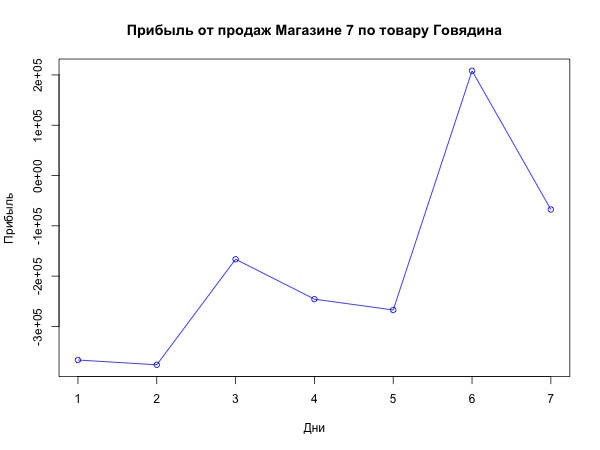 Прибыль от продаж Магазине 7 по товару Говядина
Прибыль
2e+05
1e+05
0e+00
-1e+05
-2e+05
-3e+05
1 2 3 4 5 6 7
Дни